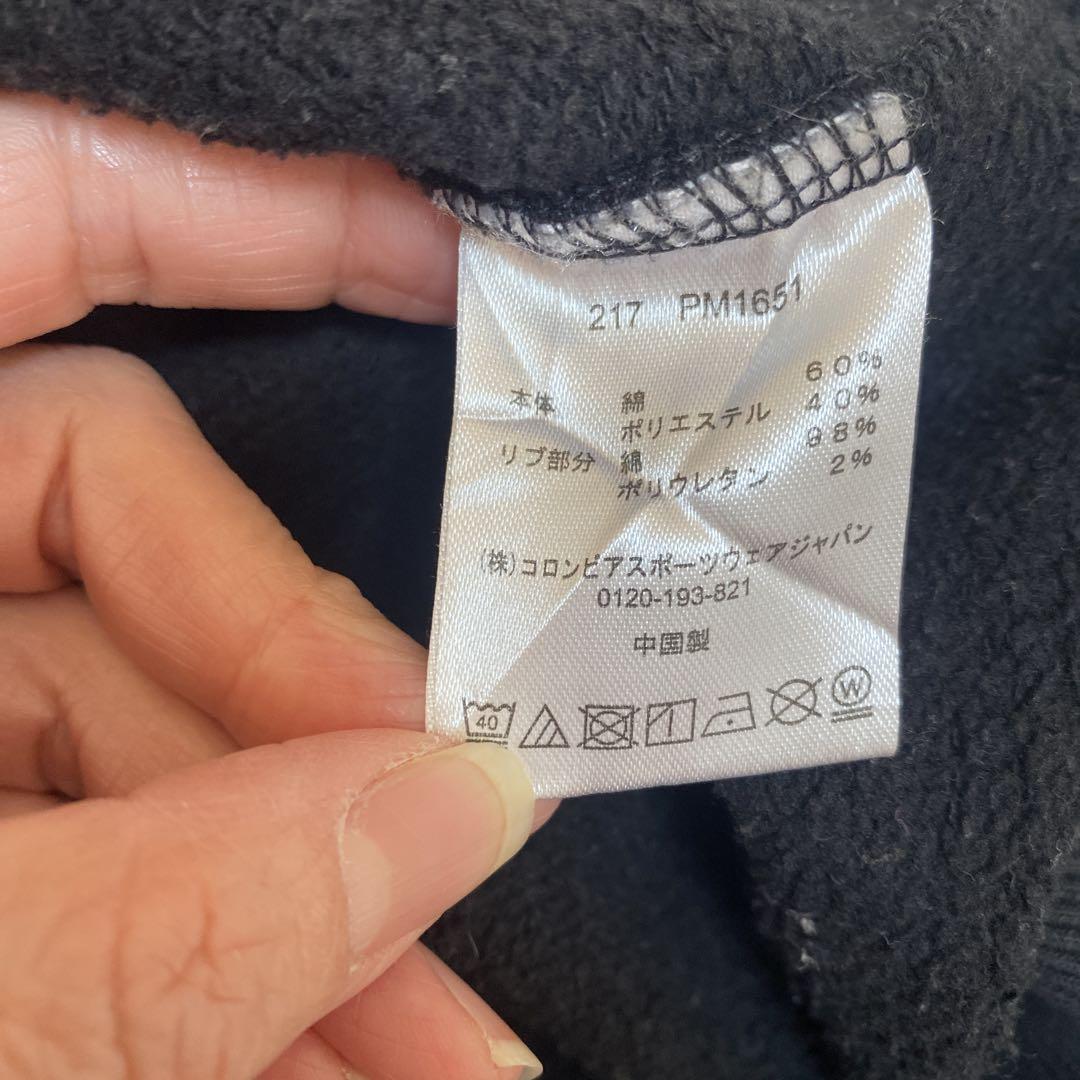 217 PM1651
本体 綿 60%
ポリエステル 40%
リブ部分 綿 98%
ポリウレタン 2%
(株)コロンビアスポーツウェアジャパン
0120-193-821
中国製
40 W